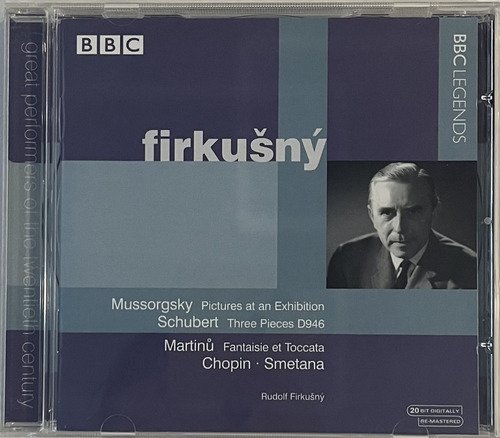 great performers of the twentieth century
BBC
BBC LEGENDS
firkušný
Mussorgsky Pictures at an Exhibition
Schubert Three Pieces D946
Martinů Fantaisie et Toccata
Chopin · Smetana
Rudolf Firkušný
20 BIT DIGITALLY
RE-MASTERED